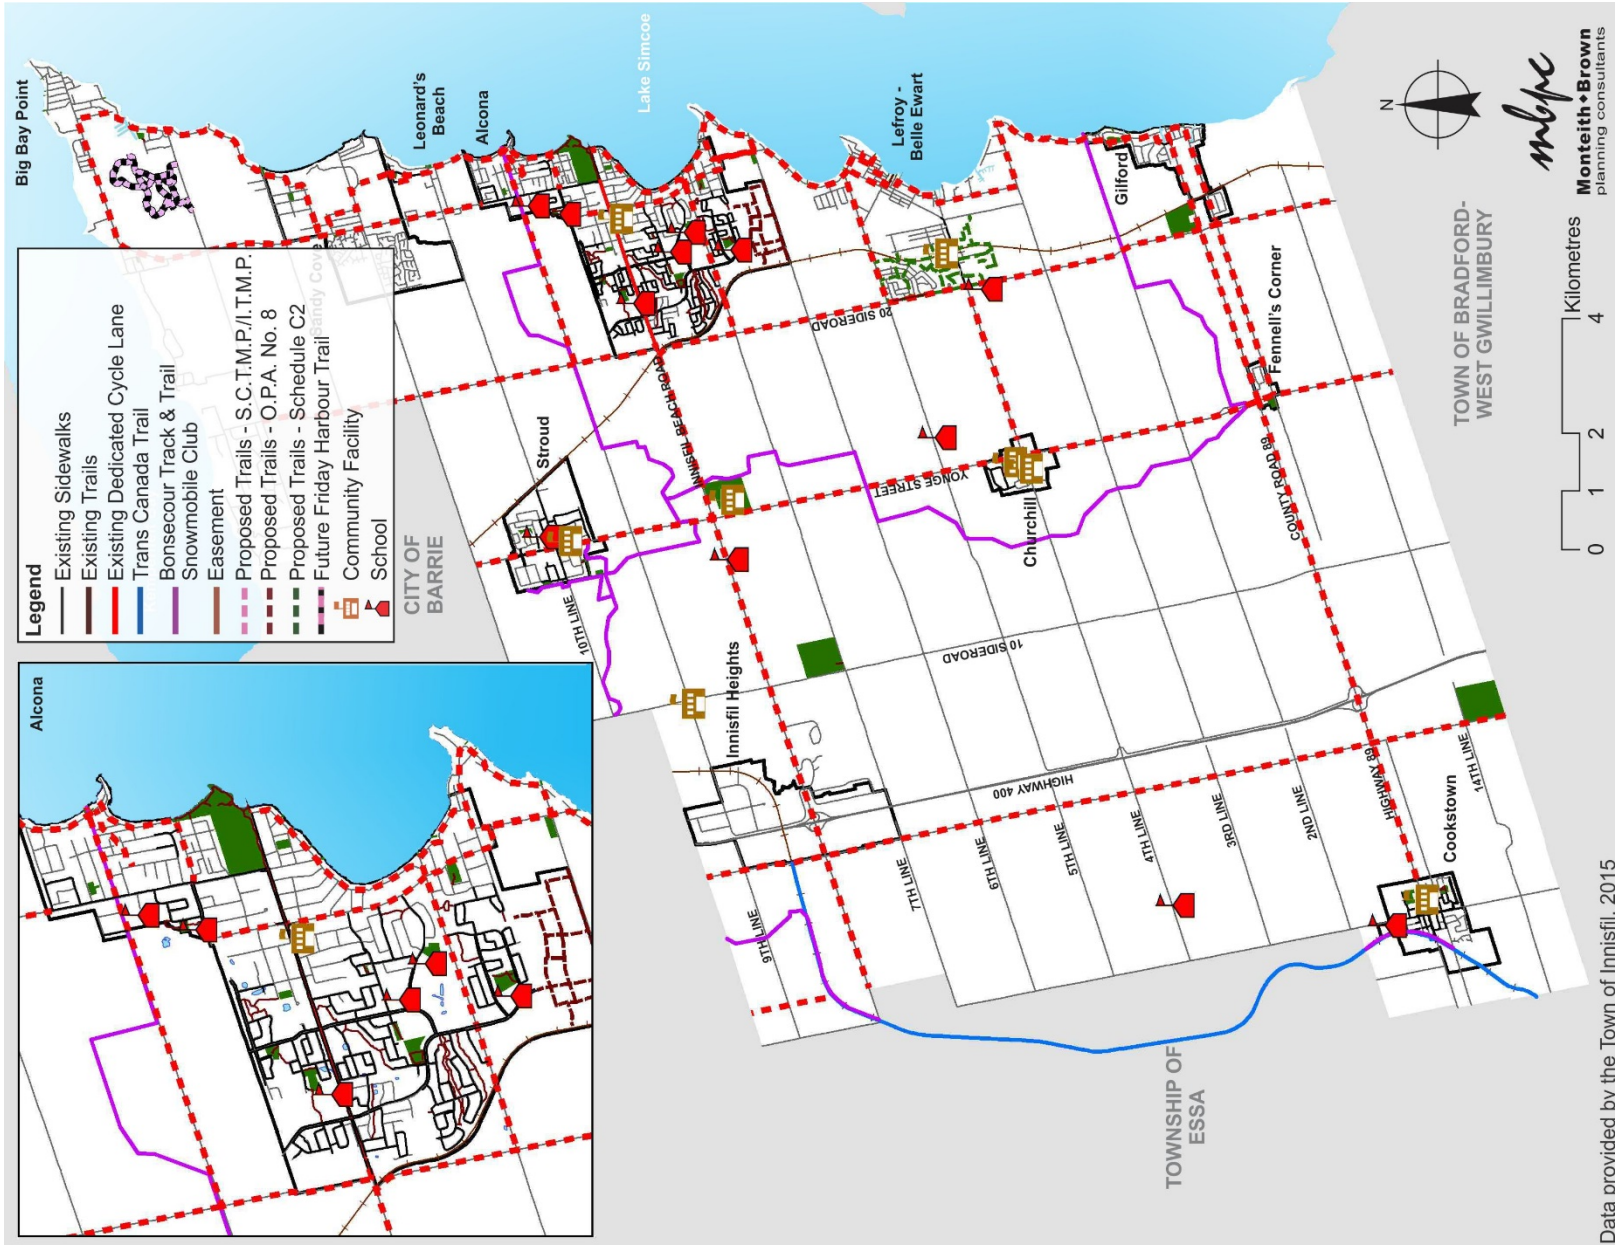 Big Bay Point
Leonard's
Beach
Alcona
Lake Simcoe
Lefroy -
Belle Ewart
Gilford
Sandy Cove
Legend
Existing Sidewalks
Existing Trails
Existing Dedicated Cycle Lane
Trans Canada Trail
Bonsecour Track & Trail
Snowmobile Club
Easement
Proposed Trails - S.C.T.M.P./I.T.M.P.
Proposed Trails - O.P.A. No. 8
Proposed Trails - Schedule C2
Future Friday Harbour Trail
Community Facility
School
CITY OF
BARRIE
Stroud
10TH LINE
INNISFIL BEACH ROAD
20 SIDEROAD
YONGE STREET
Churchill
Fennell's Corner
COUNTY ROAD 89
10 SIDEROAD
Innisfil Heights
HIGHWAY 400
9TH LINE
7TH LINE
6TH LINE
5TH LINE
4TH LINE
3RD LINE
2ND LINE
HIGHWAY 89
14TH LINE
Cookstown
TOWNSHIP OF
ESSA
TOWN OF BRADFORD-
WEST GWILLIMBURY
Alcona
N
0 1 2 4
Kilometres
mbpc
Monteith♦Brown
planning consultants
Data provided by the Town of Innisfil, 2015